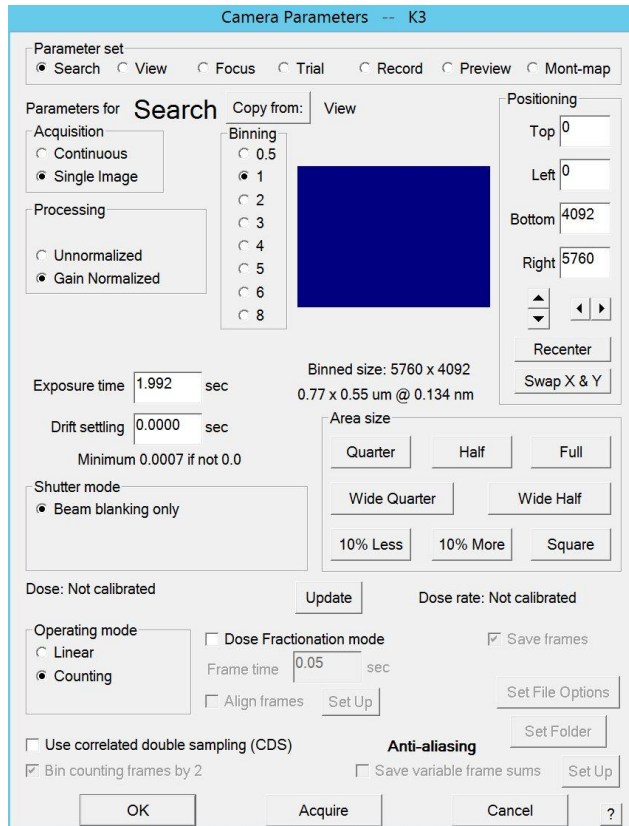 Camera Parameters -- K3
Parameter set
Search View Focus Trial Record Preview Mont-map
Parameters for Search Copy from: View
Positioning
Top 0
Left 0
Bottom 4092
Right 5760
Recenter
Swap X & Y
Acquisition
Continuous
Single Image
Processing
Unnormalized
Gain Normalized
Binning
0.5
1
2
3
4
5
6
8
Binned size: 5760 x 4092
0.77 x 0.55 um @ 0.134 nm
Exposure time 1.992 sec
Drift settling 0.0000 sec
Minimum 0.0007 if not 0.0
Area size
Quarter Half Full
Wide Quarter Wide Half
10% Less 10% More Square
Shutter mode
Beam blanking only
Dose: Not calibrated Update Dose rate: Not calibrated
Operating mode
Linear
Counting
Dose Fractionation mode Save frames
Frame time 0.05 sec
Align frames Set Up Set File Options
Set Folder
Use correlated double sampling (CDS) Anti-aliasing
Bin counting frames by 2 Save variable frame sums Set Up
OK Acquire Cancel ?